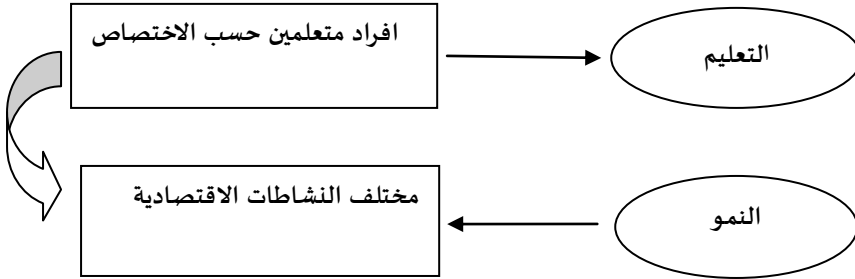 التعليم
افراد متعلمين حسب الاختصاص
النمو
مختلف النشاطات الاقتصادية